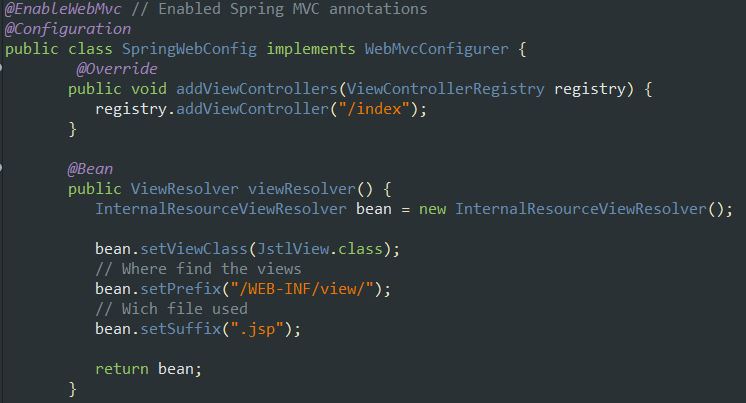 @EnableWebMvc // Enabled Spring MVC annotations
@Configuration
public class SpringWebConfig implements WebMvcConfigurer {
@Override
public void addViewControllers(ViewControllerRegistry registry) {
registry.addViewController("/index");
}
@Bean
public ViewResolver viewResolver() {
InternalResourceViewResolver bean = new InternalResourceViewResolver();
bean.setViewClass(JstlView.class);
// Where find the views
bean.setPrefix("/WEB-INF/view/");
// Wich file used
bean.setSuffix(".jsp");
return bean;
}